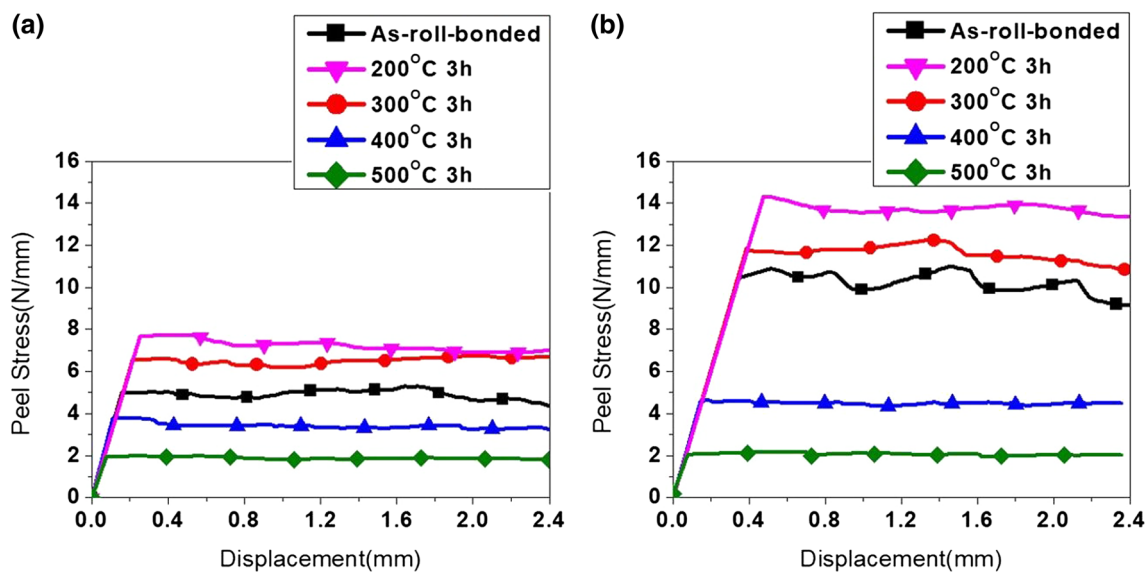 (a)
As-roll-bonded
200°C 3h
300°C 3h
400°C 3h
500°C 3h
16
14
12
10
8
6
4
2
0
Peel Stress(N/mm)
0.0 0.4 0.8 1.2 1.6 2.0 2.4
Displacement(mm)
(b)
As-roll-bonded
200°C 3h
300°C 3h
400°C 3h
500°C 3h
16
14
12
10
8
6
4
2
0
Peel Stress(N/mm)
0.0 0.4 0.8 1.2 1.6 2.0 2.4
Displacement(mm)